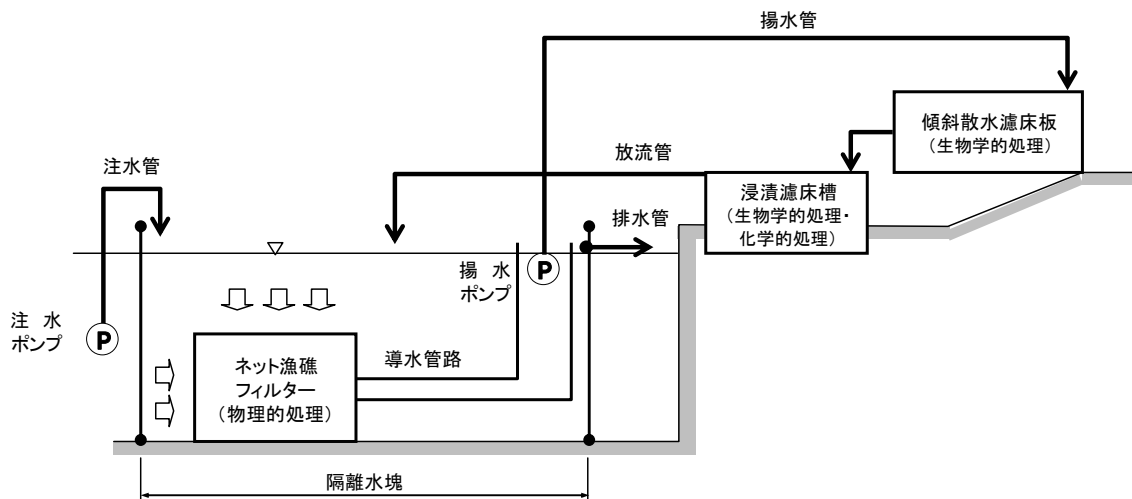 揚水管
傾斜散水濾床板
（生物学的処理）
注水管
放流管
浸漬濾床槽
（生物学的処理・
化学的処理）
排水管
P
揚 水
ポンプ
注 水
ポンプ
P
ネット漁礁
フィルター
（物理的処理）
導水管路
隔離水塊